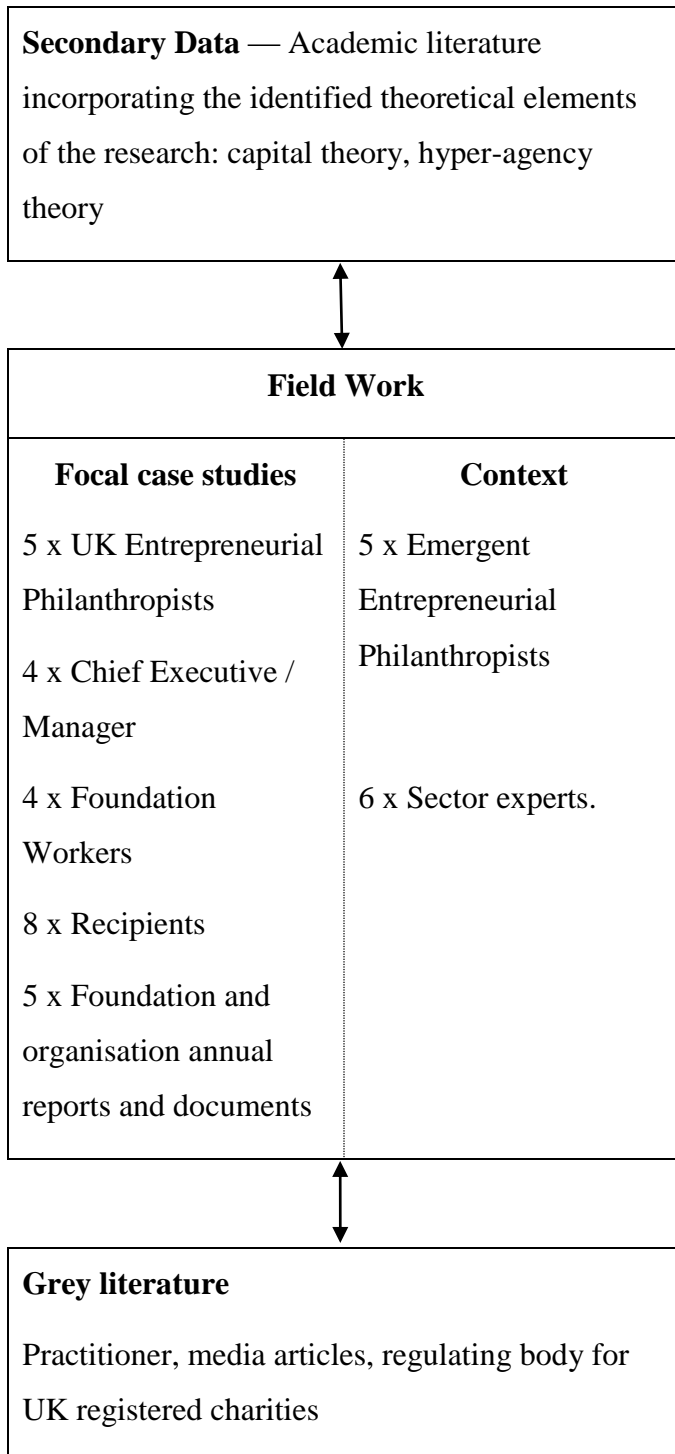 Secondary Data — Academic literature
incorporating the identified theoretical elements
of the research: capital theory, hyper-agency
theory
Field Work
Focal case studies
5 x UK Entrepreneurial
Philanthropists
4 x Chief Executive /
Manager
4 x Foundation
Workers
8 x Recipients
5 x Foundation and
organisation annual
reports and documents
Context
5 x Emergent
Entrepreneurial
Philanthropists
6 x Sector experts.
Grey literature
Practitioner, media articles, regulating body for
UK registered charities